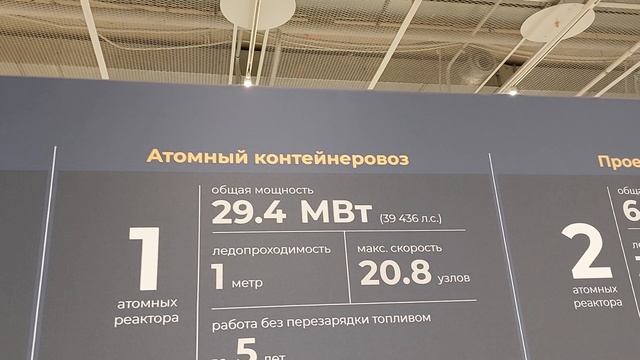 Атомный контейнеровоз
1
атомных
реактора
общая мощность
29.4 МВт (39 436 л.с.)
ледопроходимость
1 метр
макс. скорость
20.8 узлов
работа без перезарядки топливом
5 лет
2
атомных
реактора